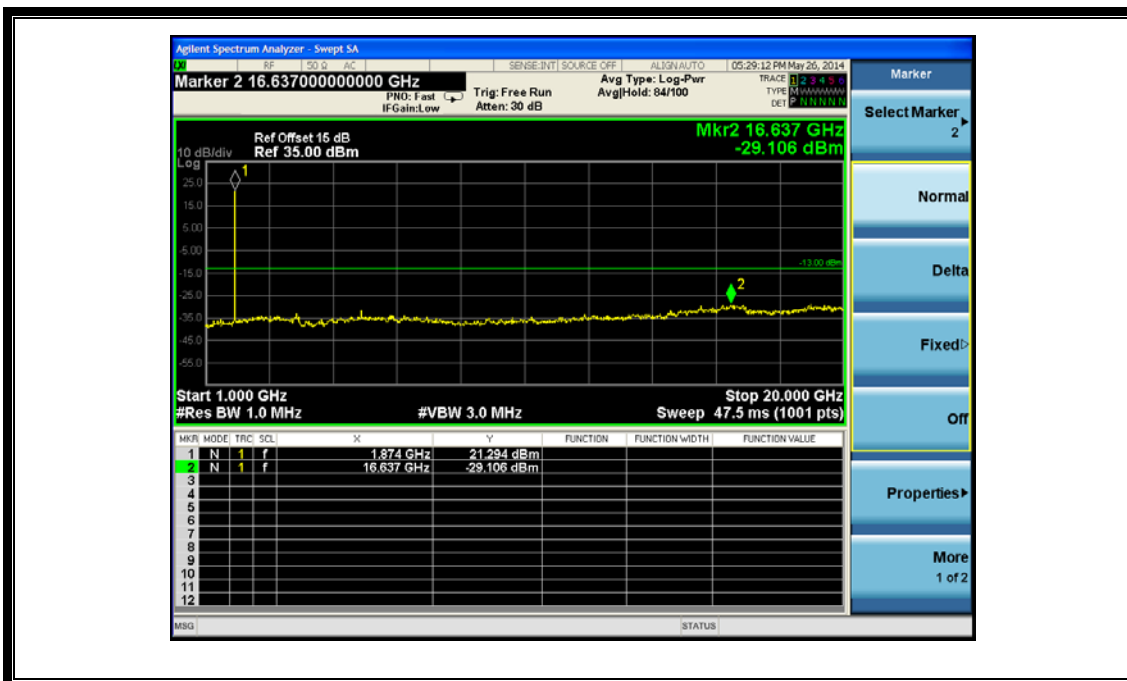 Agilent Spectrum Analyzer - Swept SA
LXI RF 50 Ω AC SENSE:INT SOURCE OFF ALIGN AUTO 05:29:12 PM May 26, 2014
Marker 2 16.637000000000 GHz
PNO: Fast
IFGain:Low
Trig: Free Run
Atten: 30 dB
Avg Type: Log-Pwr
Avg|Hold: 84/100
TRACE 1 2 3 4 5 6
TYPE MWWWWW
DET P N N N N N
Ref Offset 15 dB
Ref 35.00 dBm
10 dB/div
Log
Mkr2 16.637 GHz
-29.106 dBm
25.0
15.0
5.00
-5.00
-15.0
-25.0
-35.0
-45.0
-55.0
1
2
-13.00 dBm
Start 1.000 GHz
Stop 20.000 GHz
#Res BW 1.0 MHz
#VBW 3.0 MHz
Sweep 47.5 ms (1001 pts)
MKR MODE TRC SCL X Y FUNCTION FUNCTION WIDTH FUNCTION VALUE
1 N 1 f 1.874 GHz 21.294 dBm
2 N 1 f 16.637 GHz -29.106 dBm
3
4
5
6
7
8
9
10
11
12
MSG
STATUS
Marker
Select Marker
2
Normal
Delta
Fixed
Off
Properties
More
1 of 2